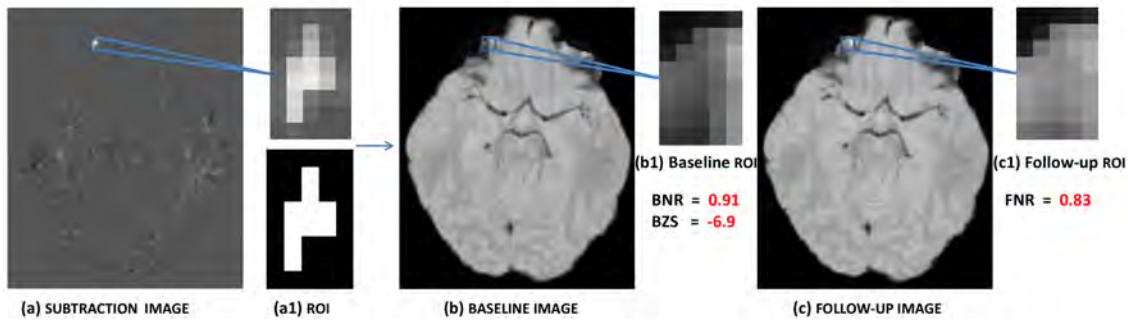 (b1) Baseline ROI
(c1) Follow-up ROI
BNR = 0.91
BZS = -6.9
FNR = 0.83
(a) SUBTRACTION IMAGE
(a1) ROI
(b) BASELINE IMAGE
(c) FOLLOW-UP IMAGE